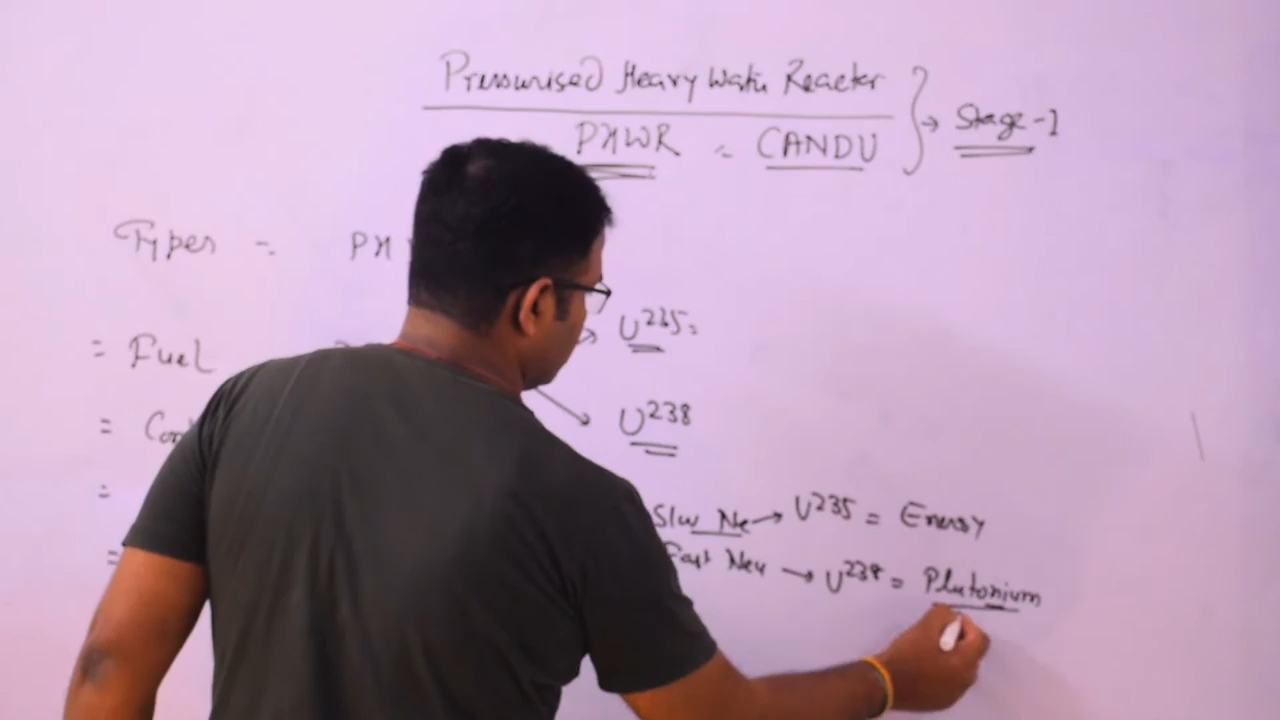 Pressurised Heavy Water Reactor
PHWR = CANDU } → Stage-1
Types :- PH
= Fuel → U235=
U238
= Co
=
Slw Ne → U235 = Energy
= Fast Neu → U238 = Plutonium